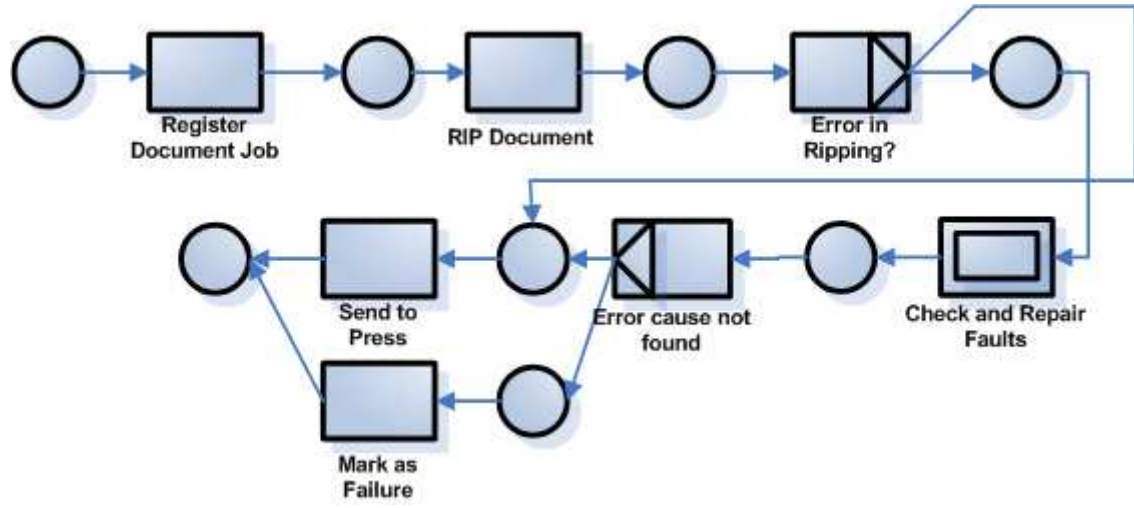 Register
Document Job
RIP Document
Error in
Ripping?
Send to
Press
Error cause not
found
Check and Repair
Faults
Mark as
Failure